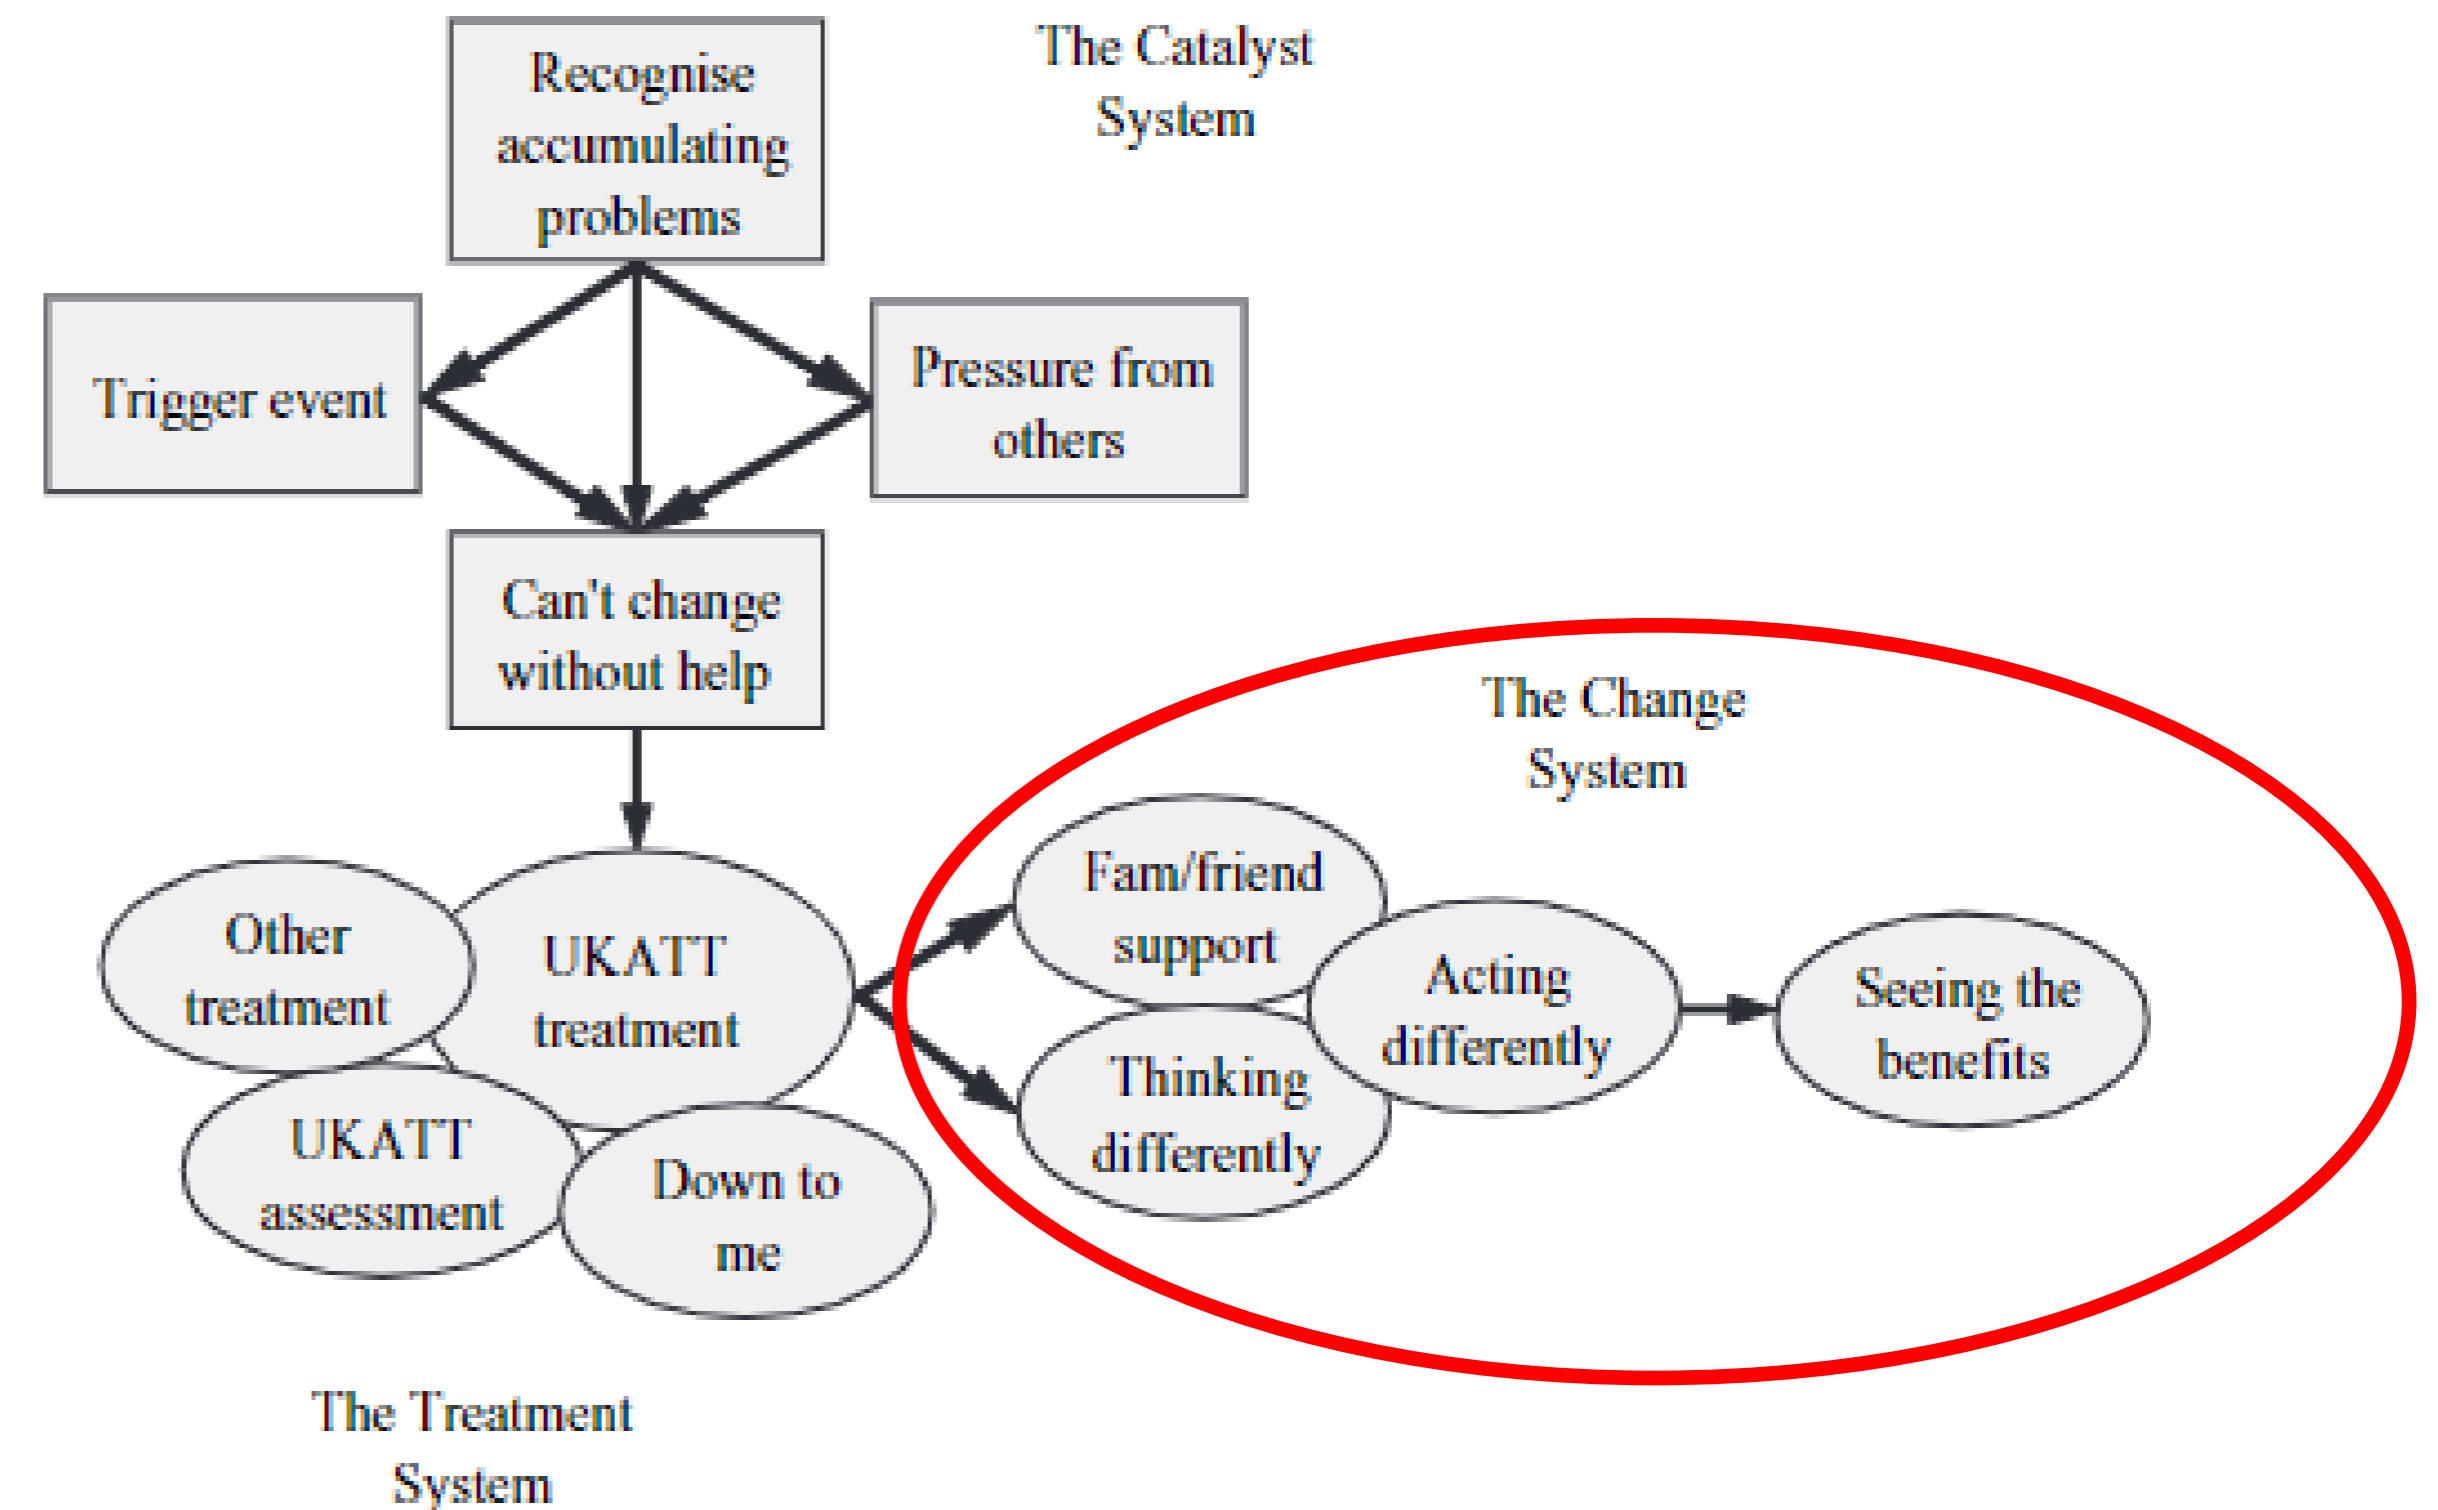 Recognise
accumulating
problems
The Catalyst
System
Trigger event
Pressure from
others
Can't change
without help
The Change
System
Other
treatment
UKATT
treatment
UKATT
assessment
Down to
me
Fam/friend
support
Thinking
differently
Acting
differently
Seeing the
benefits
The Treatment
System